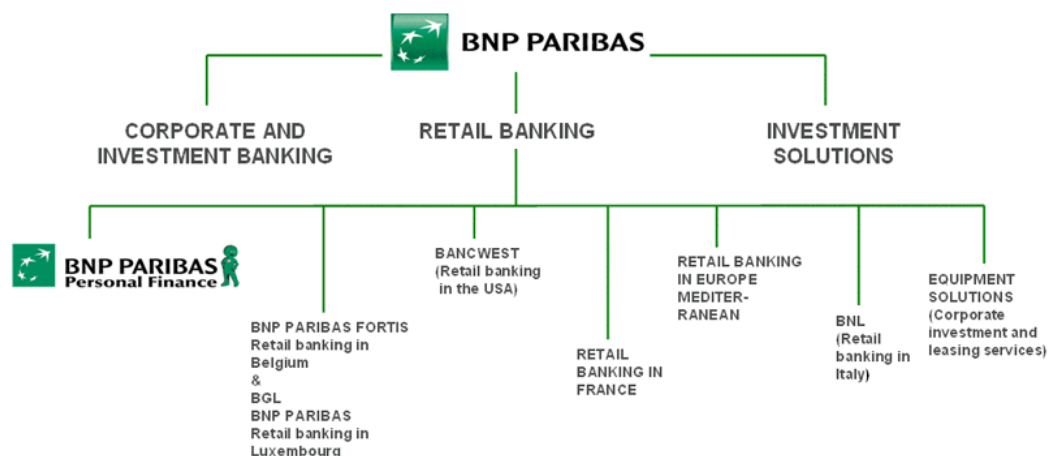 BNP PARIBAS
CORPORATE AND
INVESTMENT BANKING
RETAIL BANKING
INVESTMENT
SOLUTIONS
BNP PARIBAS
Personal Finance
BNP PARIBAS FORTIS
Retail banking in
Belgium
&
BGL
BNP PARIBAS
Retail banking in
Luxembourg
BANCWEST
(Retail banking
in the USA)
RETAIL
BANKING IN
FRANCE
RETAIL BANKING
IN EUROPE
MEDITER-
RANEAN
BNL
(Retail
banking in
Italy)
EQUIPMENT
SOLUTIONS
(Corporate
investment and
leasing services)